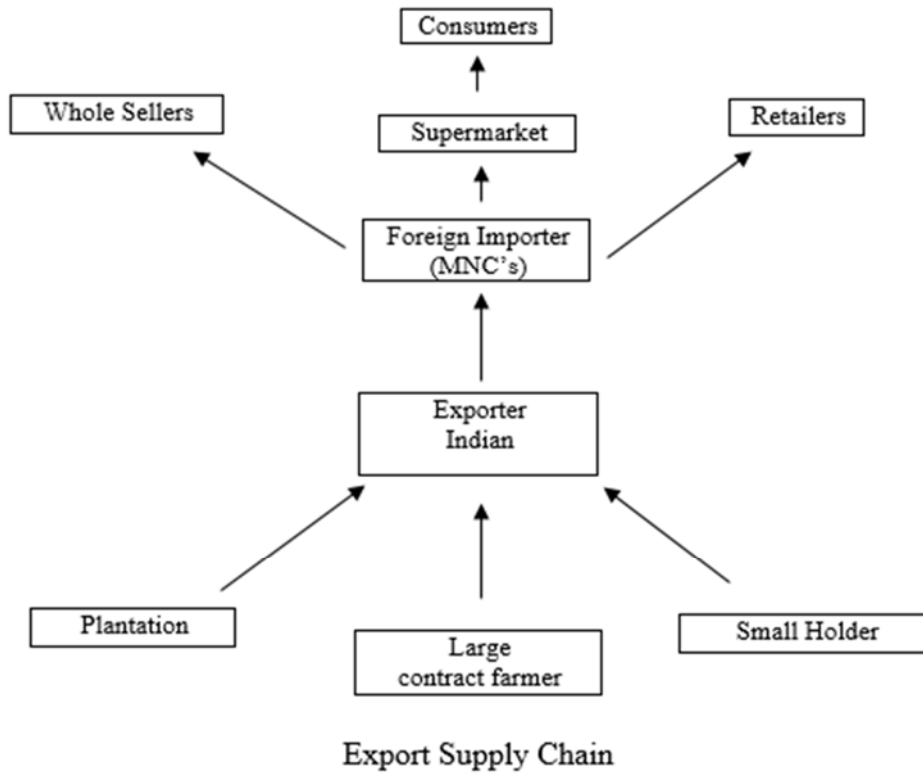 Consumers
Whole Sellers
Supermarket
Retailers
Foreign Importer
(MNC's)
Exporter
Indian
Plantation
Large
contract farmer
Small Holder
Export Supply Chain